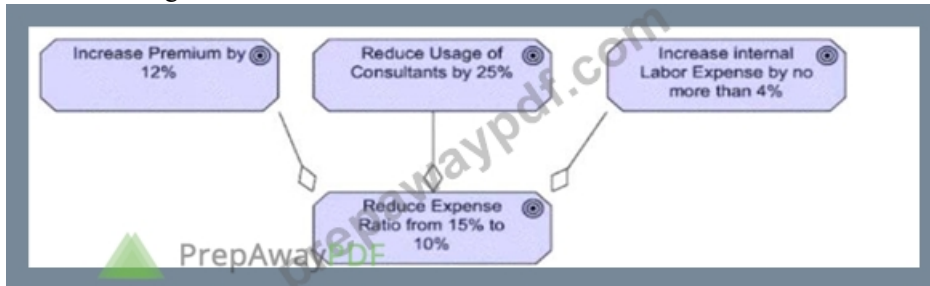 Increase Premium by
12%
Reduce Usage of
Consultants by 25%
Increase internal
Labor Expense by no
more than 4%
Reduce Expense
Ratio from 15% to
10%
PrepAwayPDF
prepawaypdf.com